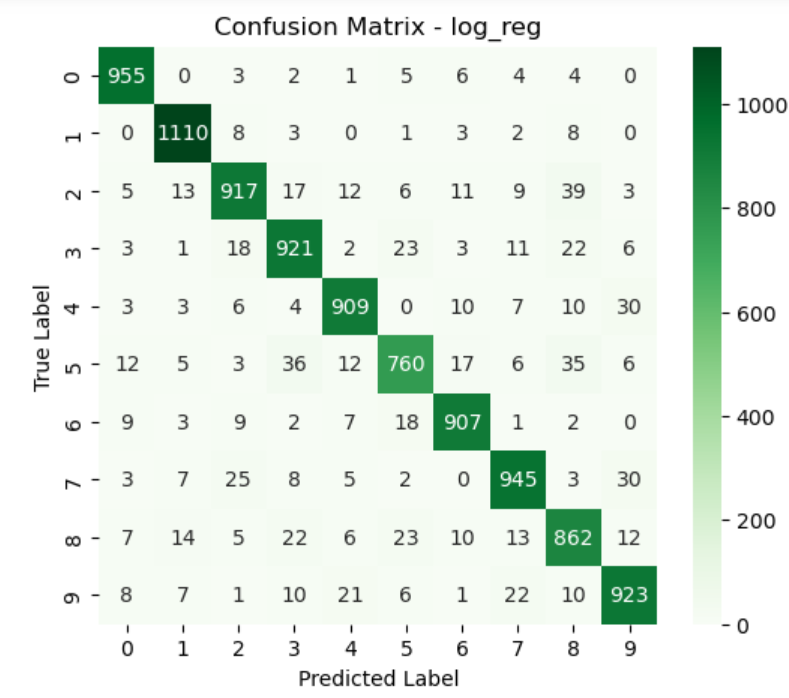 Confusion Matrix - log_reg
0 955 0 3 2 1 5 6 4 4 0
1 0 1110 8 3 0 1 3 2 8 0
2 5 13 917 17 12 6 11 9 39 3
3 3 1 18 921 2 23 3 11 22 6
4 3 3 6 4 909 0 10 7 10 30
5 12 5 3 36 12 760 17 6 35 6
6 9 3 9 2 7 18 907 1 2 0
7 3 7 25 8 5 2 0 945 3 30
8 7 14 5 22 6 23 10 13 862 12
9 8 7 1 10 21 6 1 22 10 923
0 1 2 3 4 5 6 7 8 9
Predicted Label
True Label
1000
800
600
400
200
0